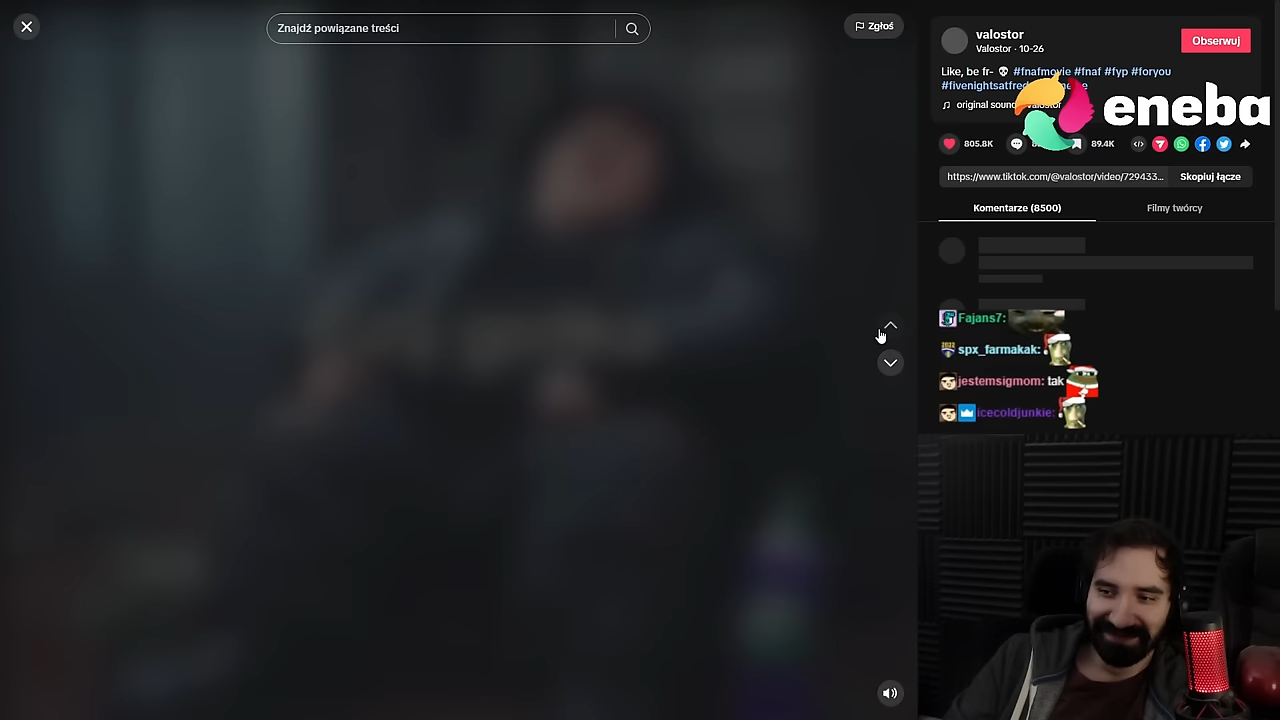 Znajdź powiązane treści
Zgłoś
valostor
Valostor · 10-26
Obserwuj
Like, be fr- 💀 #fnafmovie #fnaf #fyp #foryou
eneba
original sound
805.8K
89.4K
https://www.tiktok.com/@valostor/video/729433...
Skopiuj łącze
Komentarze (8500)
Filmy twórcy
Fajans7:
spx_farmakak:
jestemsigmom: tak
icecoldjunkie: